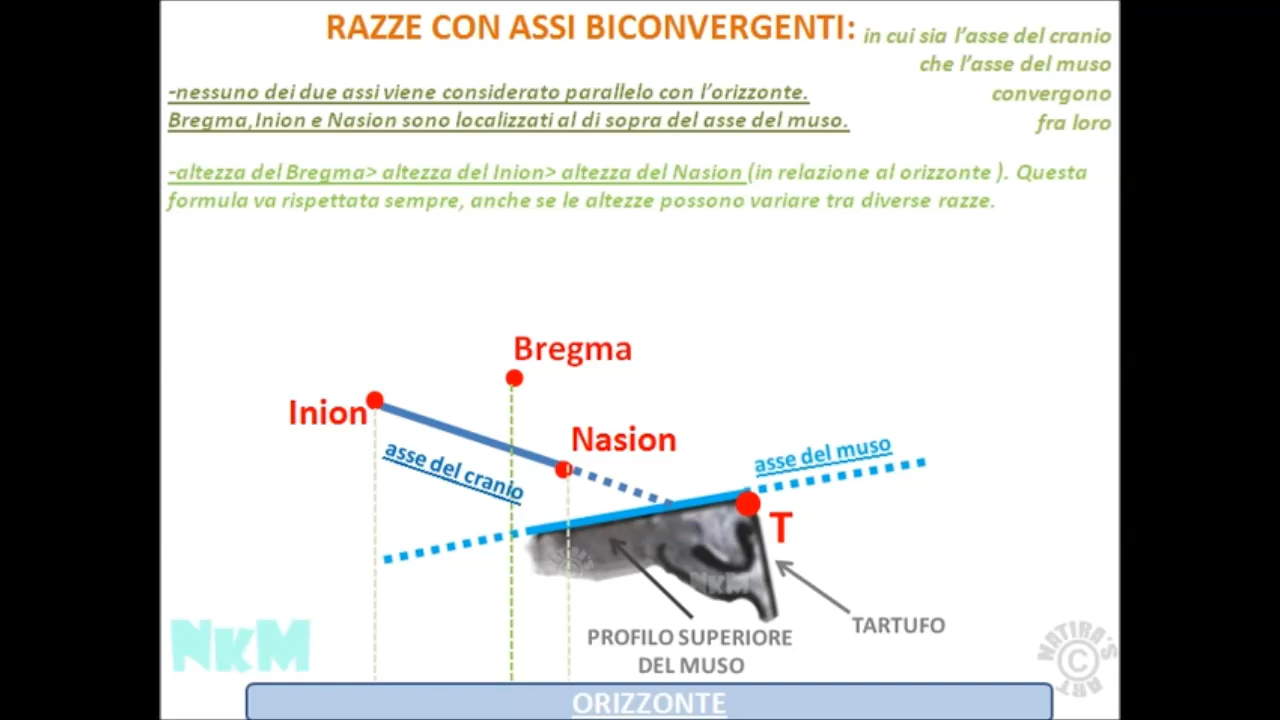 RAZZE CON ASSI BICONVERGENTI: in cui sia l'asse del cranio
che l'asse del muso
convergono
fra loro
-nessuno dei due assi viene considerato parallelo con l'orizzonte.
Bregma,Inion e Nasion sono localizzati al di sopra del asse del muso.
-altezza del Bregma> altezza del Inion> altezza del Nasion (in relazione al orizzonte ). Questa
formula va rispettata sempre, anche se le altezze possono variare tra diverse razze.
Bregma
Inion
Nasion
asse del cranio
asse del muso
T
TARTUFO
PROFILO SUPERIORE
DEL MUSO
NkM
NkM
NATIRA'S
ART
©
ORIZZONTE